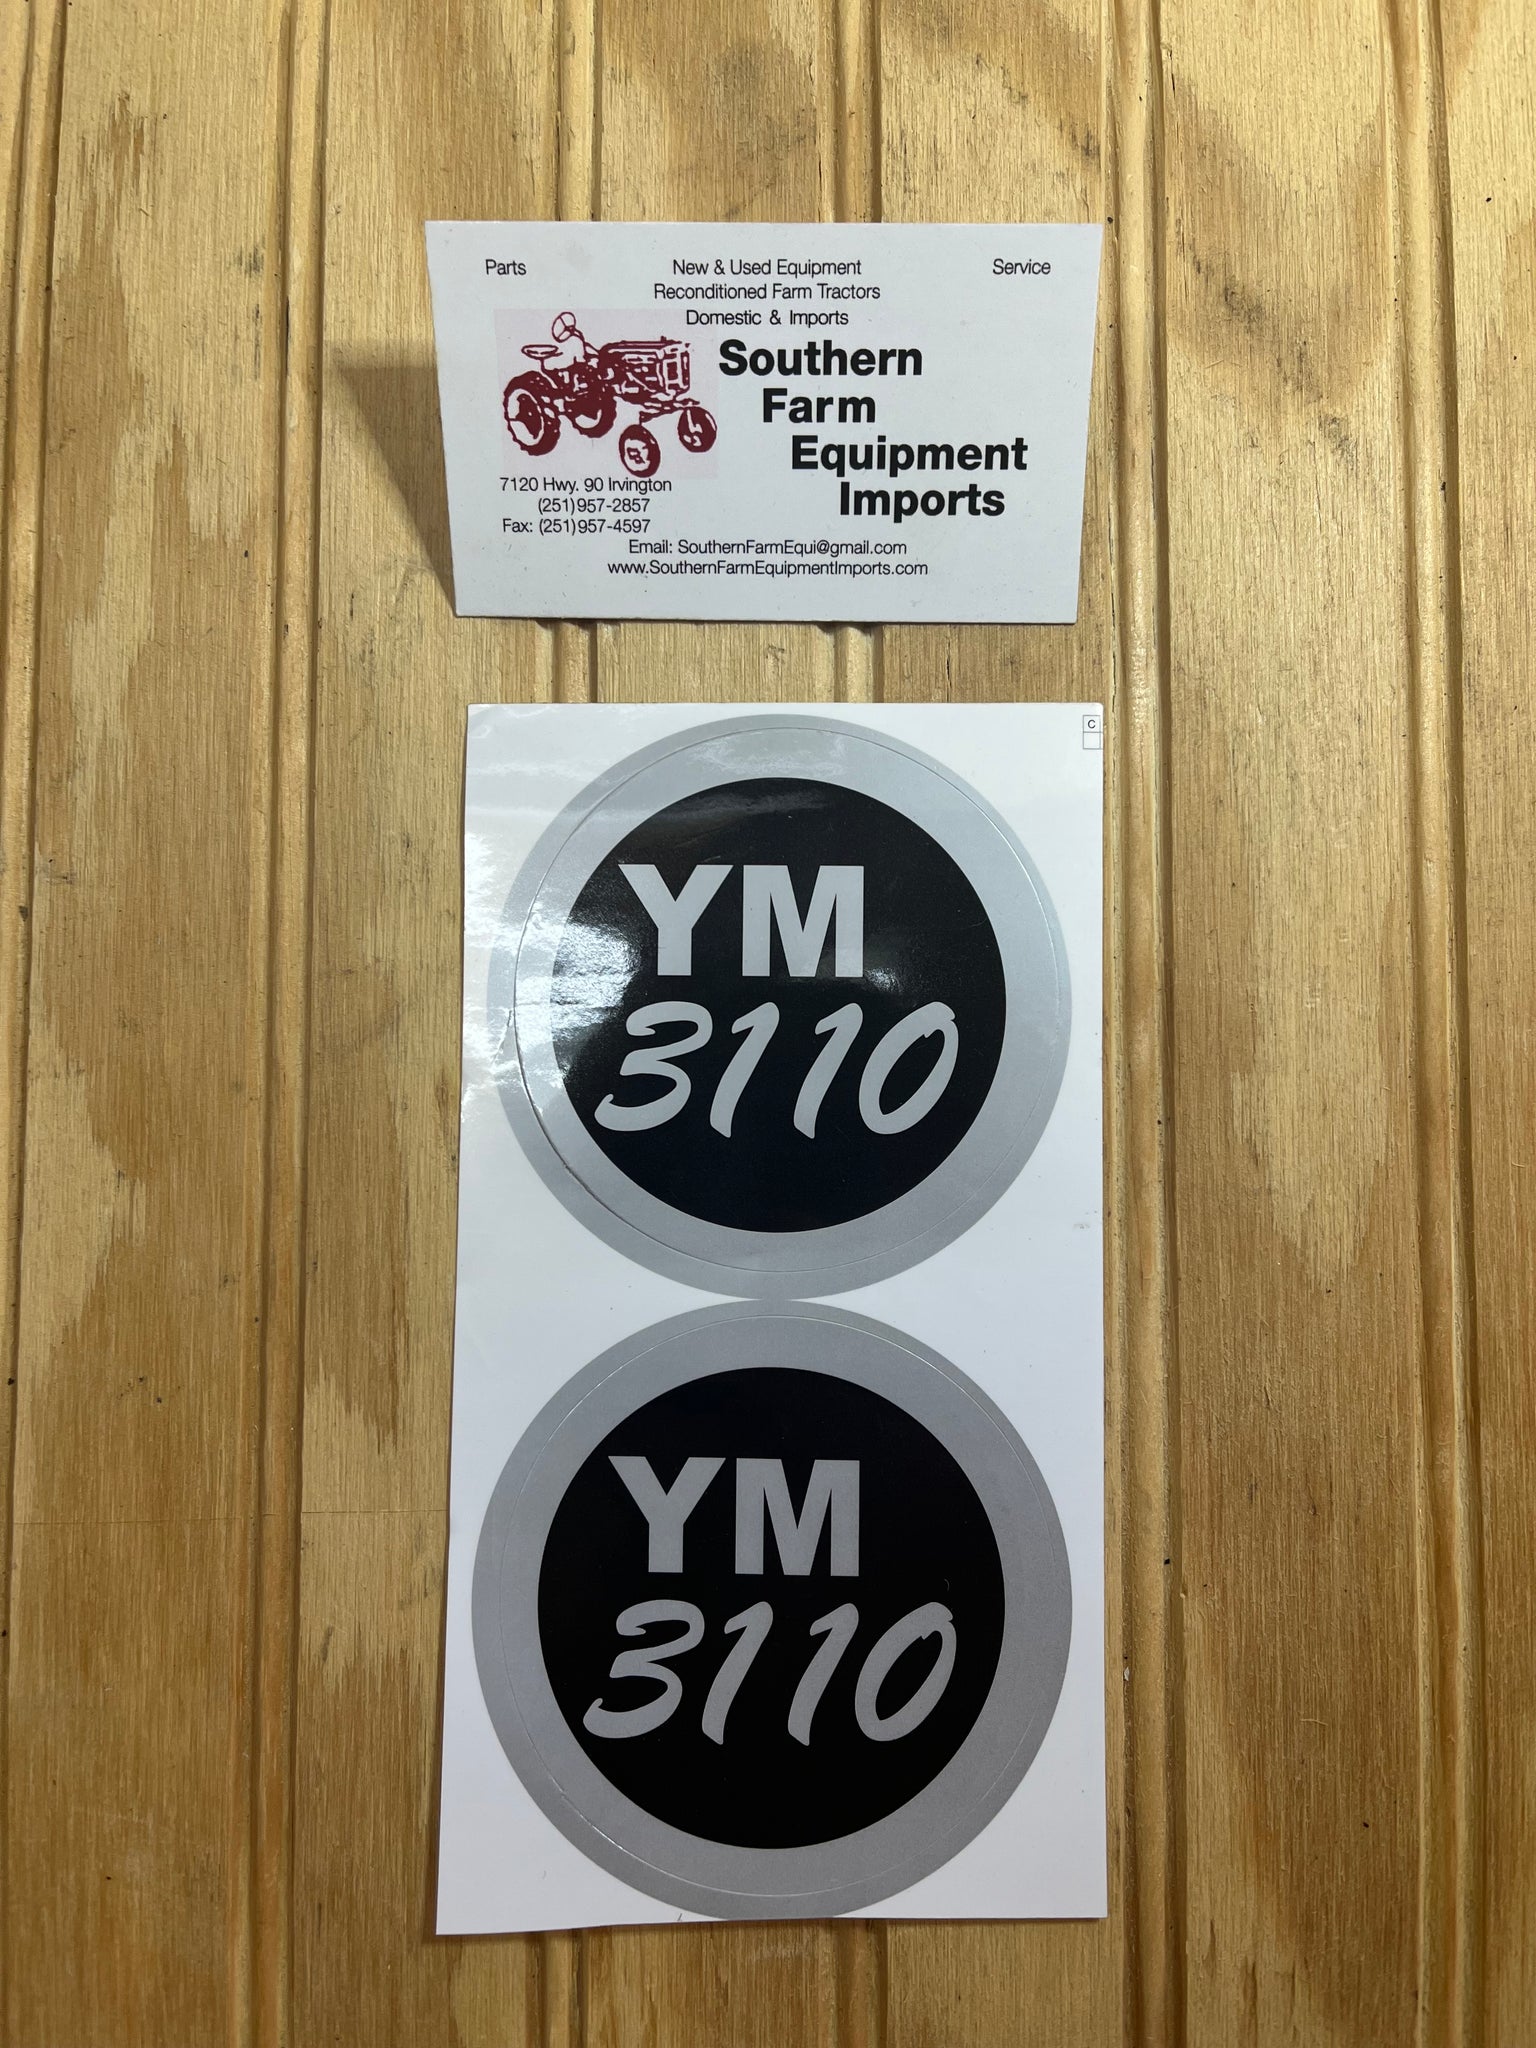 Parts New & Used Equipment Service
Reconditioned Farm Tractors
Domestic & Imports
Southern
Farm
Equipment
Imports
7120 Hwy. 90 Irvington
(251)957-2857
Fax: (251)957-4597
Email: SouthernFarmEqui@gmail.com
www.SouthernFarmEquipmentImports.com
C
YM
3110
YM
3110